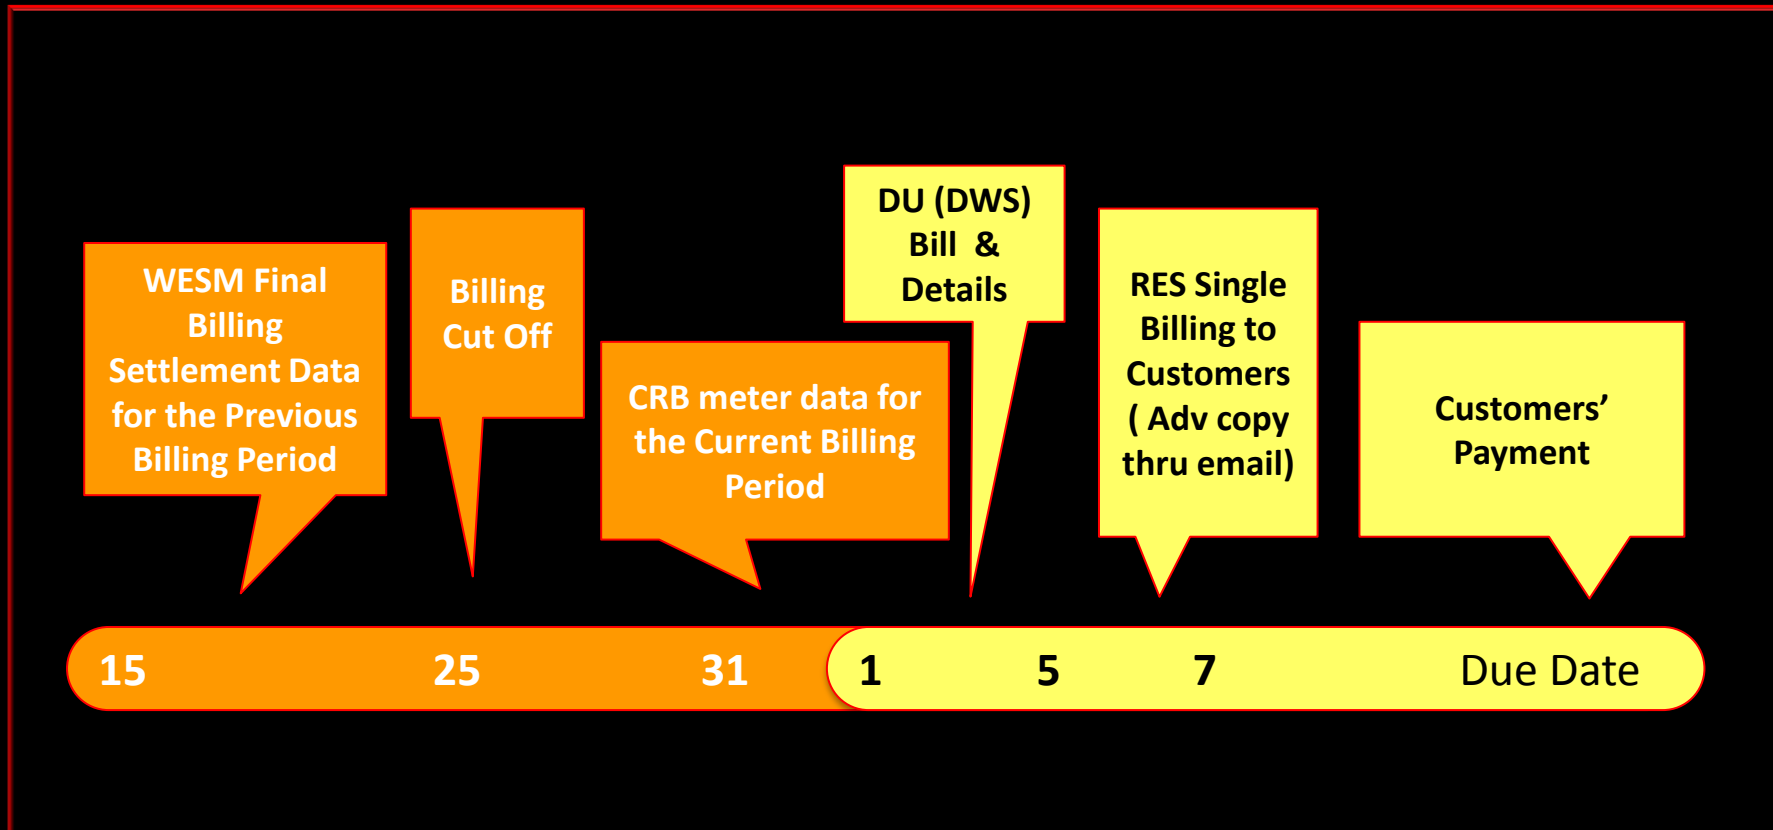 WESM Final
Billing
Settlement Data
for the Previous
Billing Period
Billing
Cut Off
CRB meter data for
the Current Billing
Period
DU (DWS)
Bill &
Details
RES Single
Billing to
Customers
( Adv copy
thru email)
Customers’
Payment
15 25 31 1 5 7 Due Date